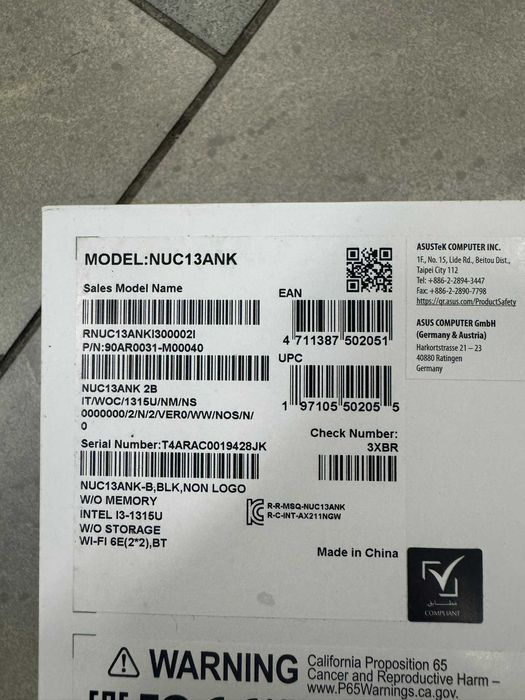 MODEL:NUC13ANK
Sales Model Name
RNUC13ANKI300002I
P/N:90AR0031-M00040
NUC13ANK 2B
IT/WOC/1315U/NM/NS
0000000/2/N/2/VER0/WW/NOS/N/
0
Serial Number:T4ARAC0019428JK
NUC13ANK-B,BLK,NON LOGO
W/O MEMORY
INTEL I3-1315U
W/O STORAGE
WI-FI 6E(2*2),BT
EAN
4 711387 502051
UPC
1 97105 50205 5
Check Number:
3XBR
R-R-MSQ-NUC13ANK
R-C-INT-AX211NGW
Made in China
ASUSTeK COMPUTER INC.
1F., No. 15, Lide Rd., Beitou Dist.,
Taipei City 112
Tel: +886-2-2894-3447
Fax: +886-2-2890-7798
https://qr.asus.com/ProductSafety
ASUS COMPUTER GmbH
(Germany & Austria)
Harkortstrasse 21 – 23
40880 Ratingen
Germany
مطابق
COMPLIANT
WARNING
California Proposition 65
Cancer and Reproductive Harm –
www.P65Warnings.ca.gov.